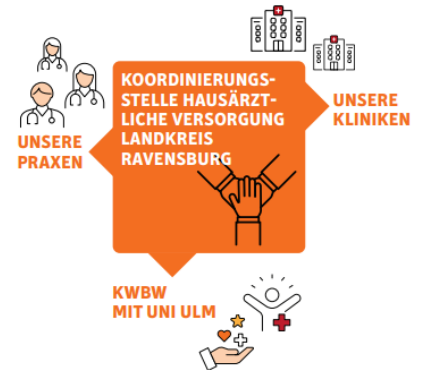 KOORDINIERUNGS-
STELLE HAUSÄRZT-
LICHE VERSORGUNG
LANDKREIS
RAVENSBURG
UNSERE
KLINIKEN
UNSERE
PRAXEN
KWBW
MIT UNI ULM